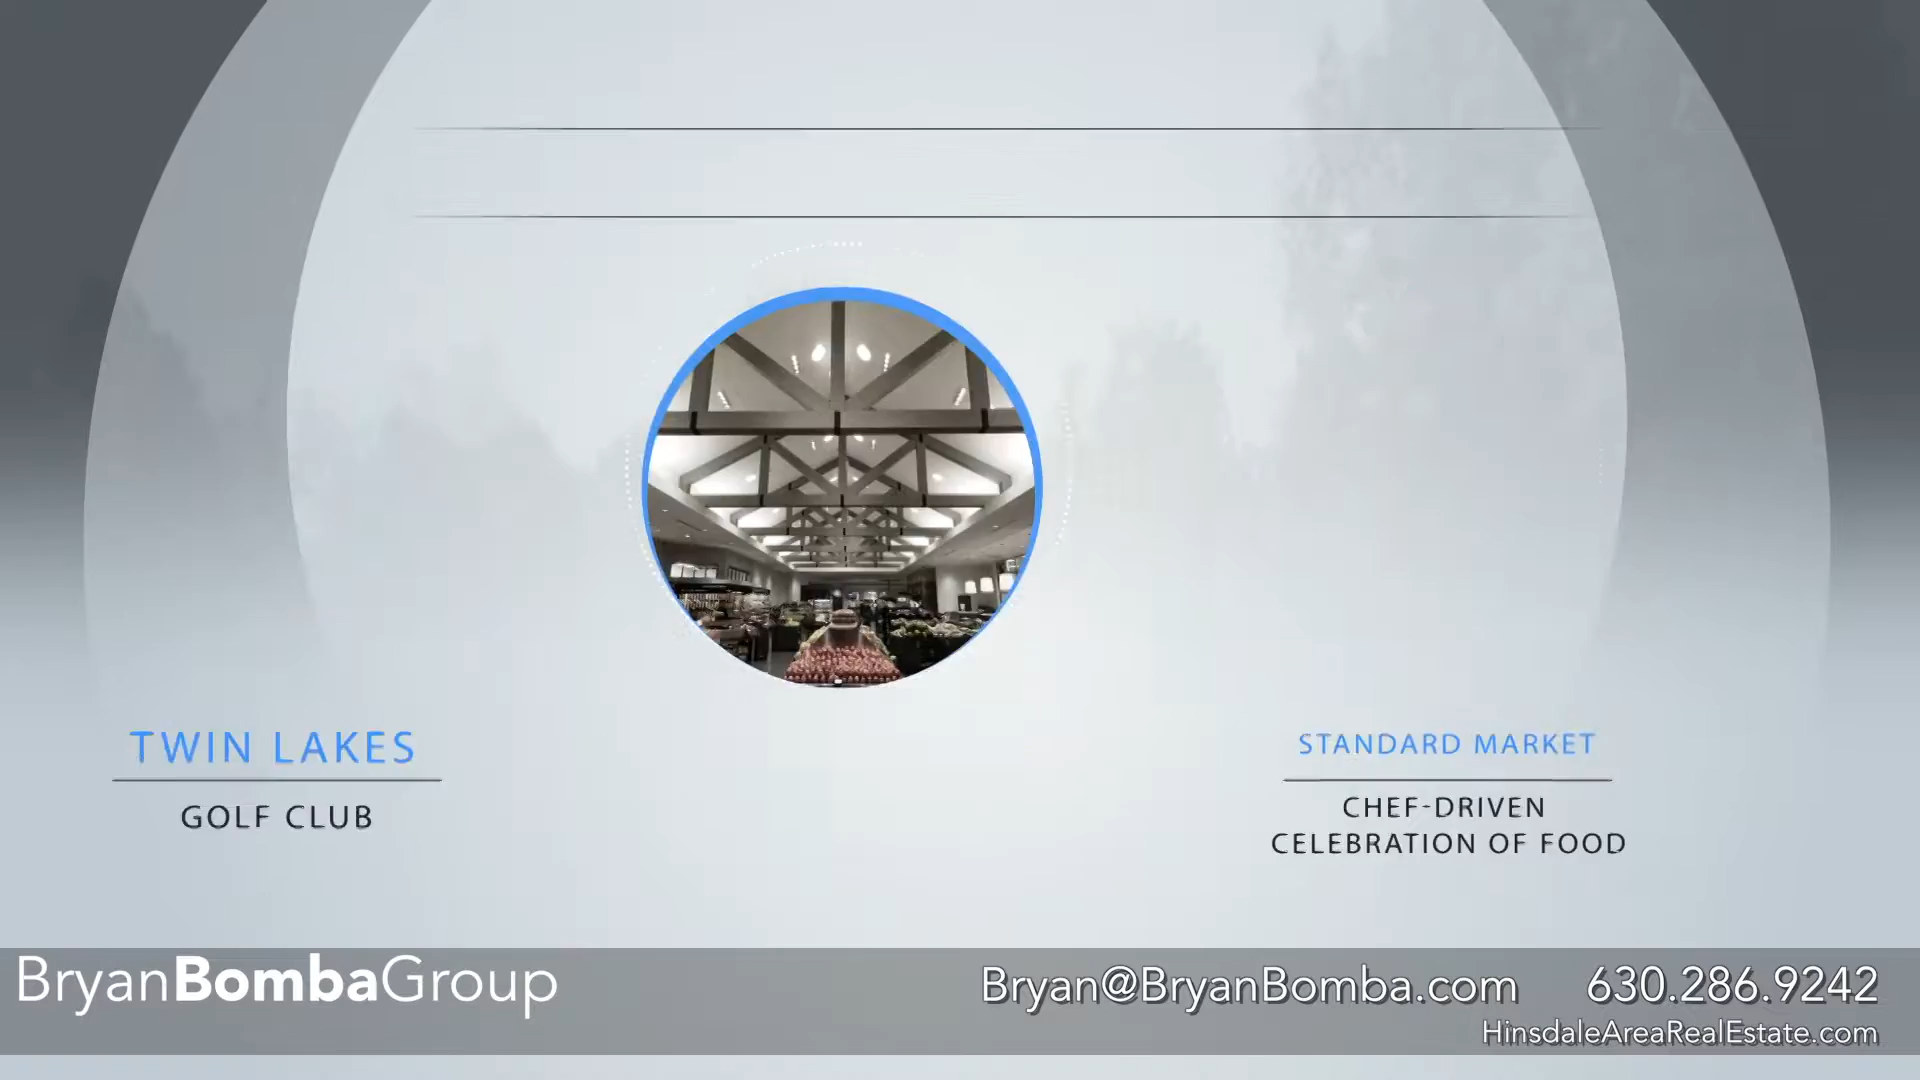 TWIN LAKES
GOLF CLUB
STANDARD MARKET
CHEF-DRIVEN
CELEBRATION OF FOOD
BryanBombaGroup
Bryan@BryanBomba.com 630.286.9242
HinsdaleAreaRealEstate.com